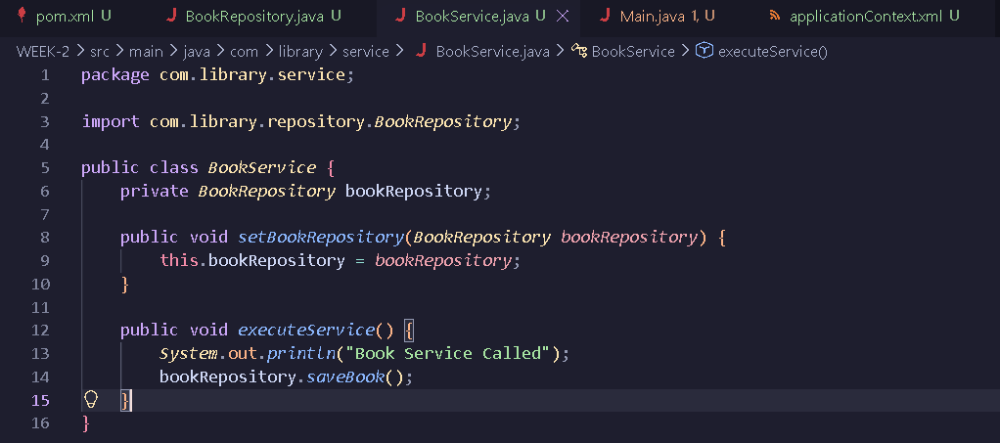 pom.xml U BookRepository.java U BookService.java U Main.java 1, U applicationContext.xml U
WEEK-2 > src > main > java > com > library > service > BookService.java > BookService > executeService()
1 package com.library.service;
2
3 import com.library.repository.BookRepository;
4
5 public class BookService {
6     private BookRepository bookRepository;
7
8     public void setBookRepository(BookRepository bookRepository) {
9         this.bookRepository = bookRepository;
10     }
11
12     public void executeService() {
13         System.out.println("Book Service Called");
14         bookRepository.saveBook();
15     }
16 }